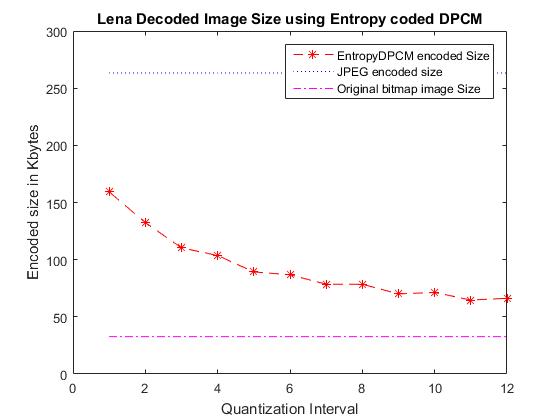 Lena Decoded Image Size using Entropy coded DPCM
300
250
200
150
100
50
0
Encoded size in Kbytes
EntropyDPCM encoded Size
JPEG encoded size
Original bitmap image Size
0 2 4 6 8 10 12
Quantization Interval